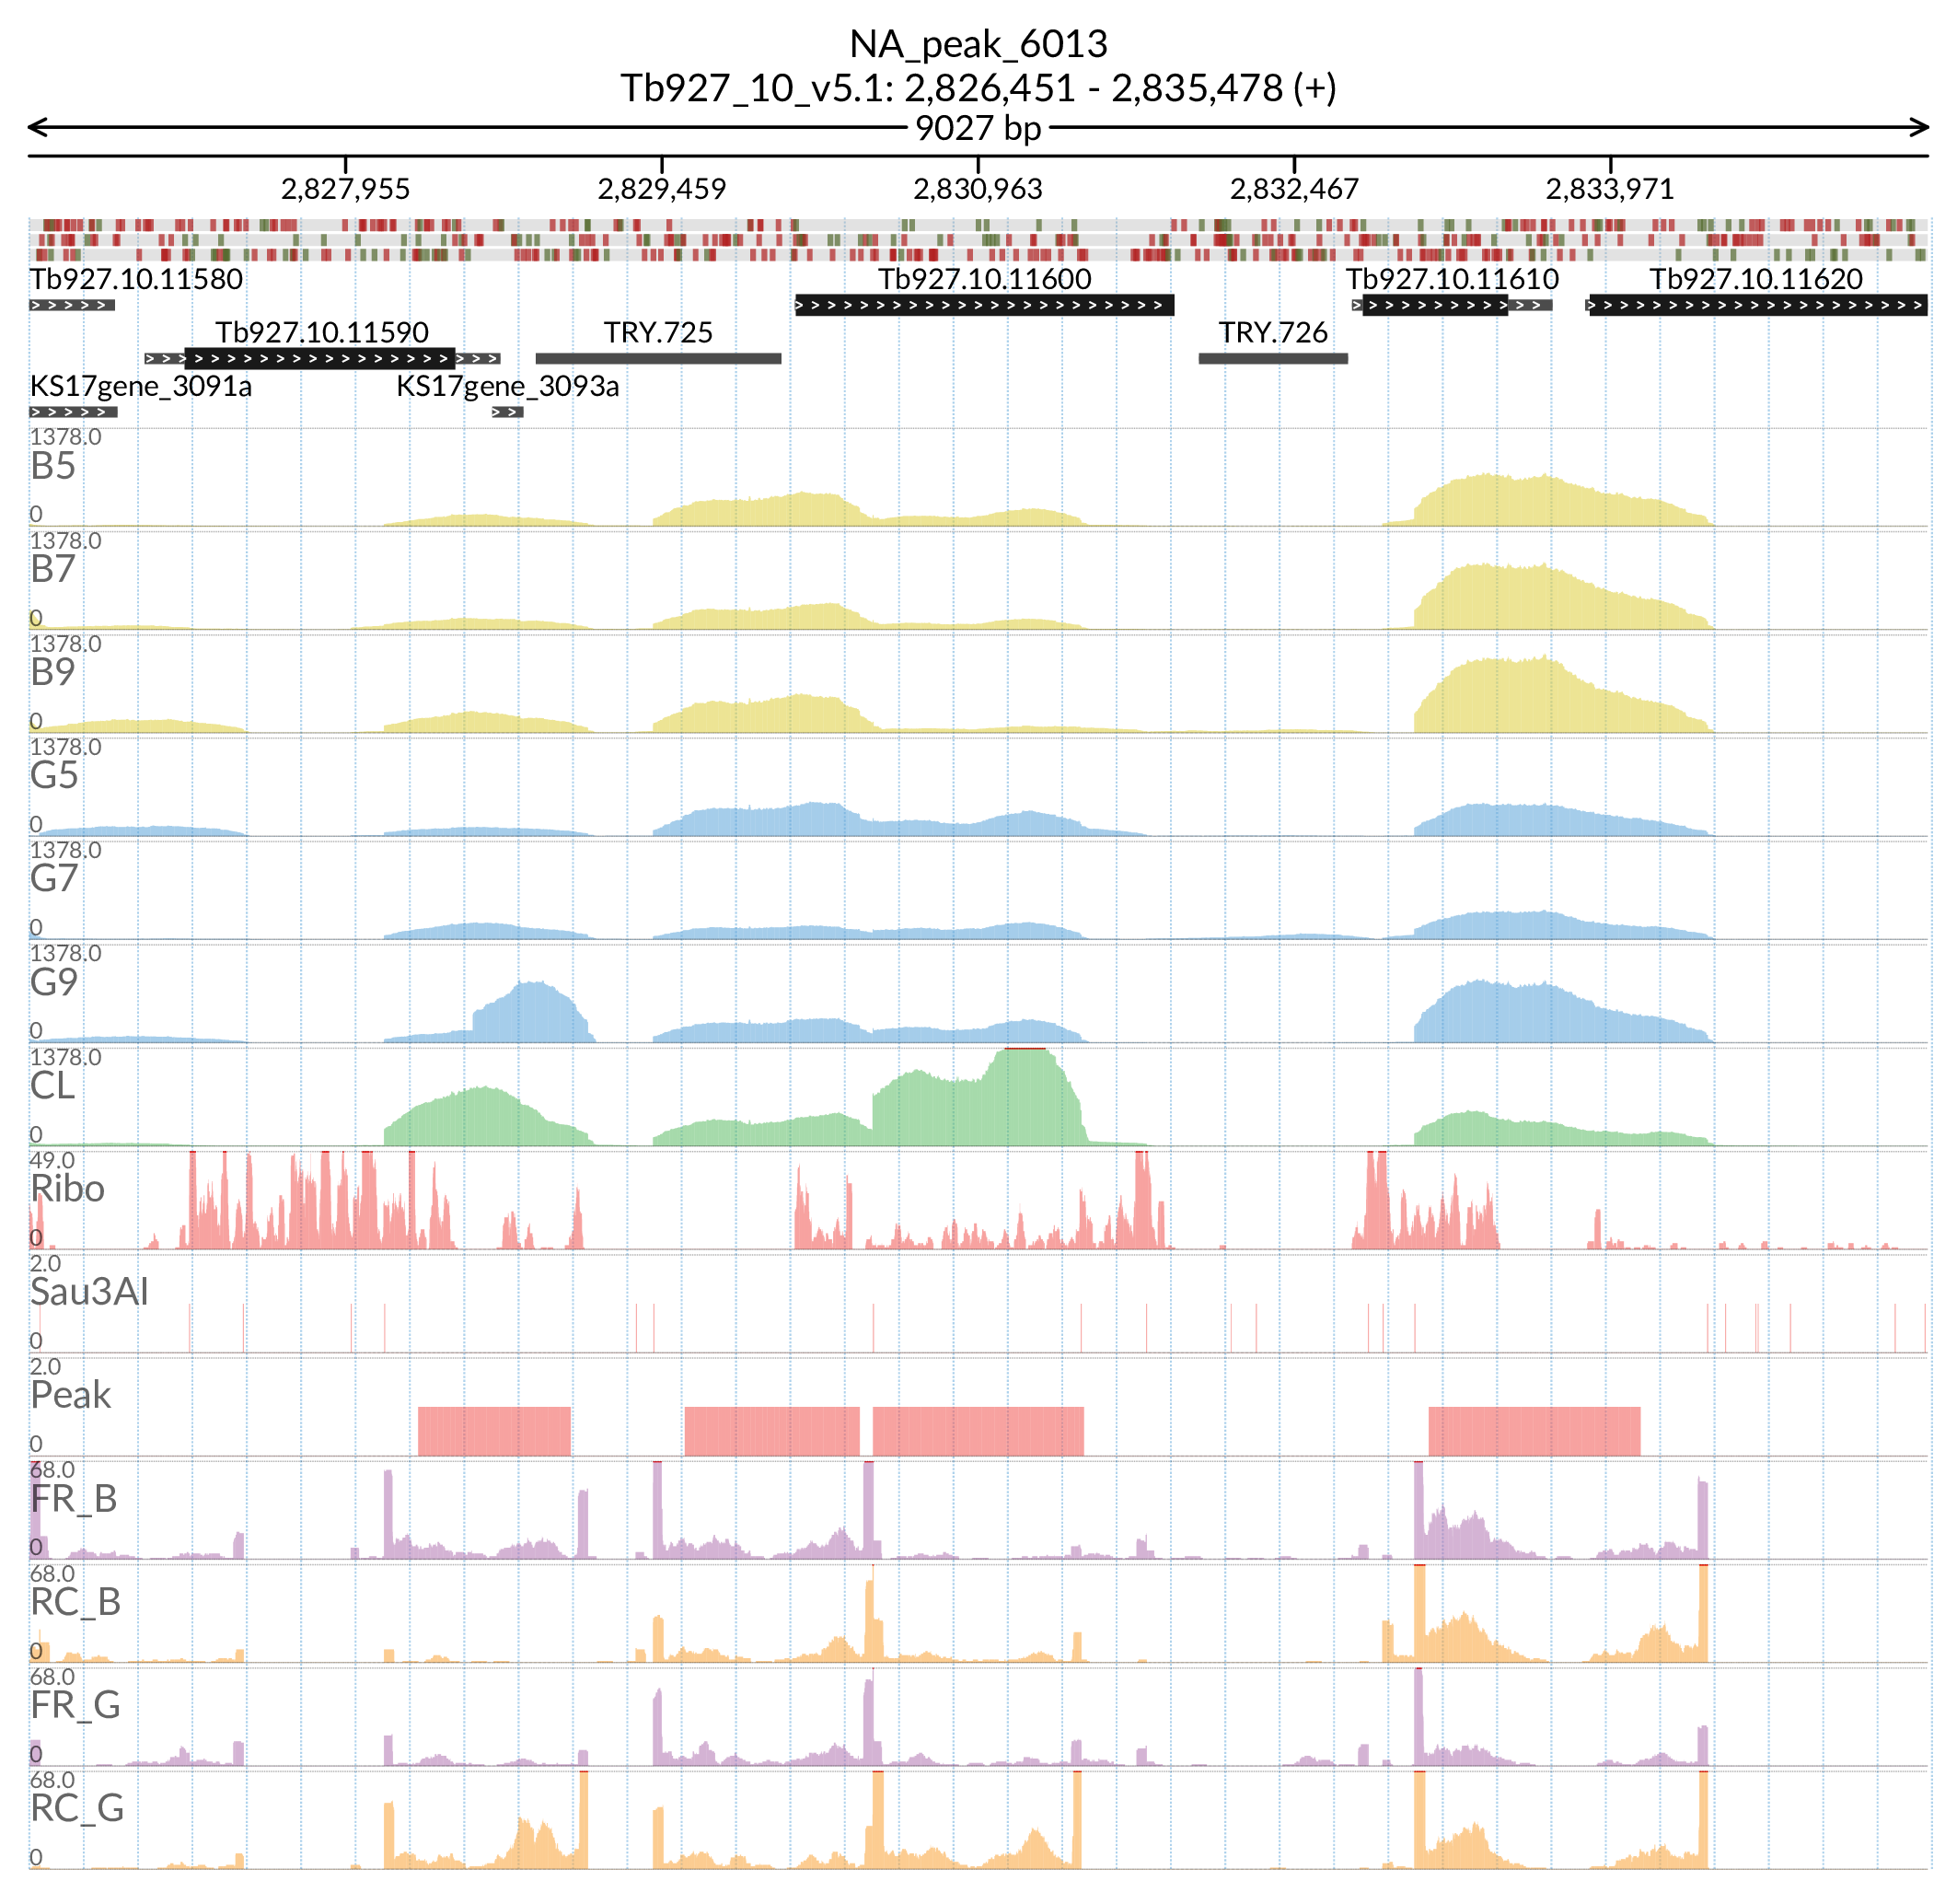 NA_peak_6013
Tb927_10_v5.1: 2,826,451 - 2,835,478 (+)
9027 bp
2,827,955 2,829,459 2,830,963 2,832,467 2,833,971
Tb927.10.11580 Tb927.10.11600 Tb927.10.11610 Tb927.10.11620
Tb927.10.11590 TRY.725 TRY.726
KS17gene_3091a KS17gene_3093a
1378.0
B5
0
1378.0
B7
0
1378.0
B9
0
1378.0
G5
0
1378.0
G7
0
1378.0
G9
0
1378.0
CL
0
49.0
Ribo
0
2.0
Sau3AI
0
2.0
Peak
0
68.0
FR_B
0
68.0
RC_B
0
68.0
FR_G
0
68.0
RC_G
0